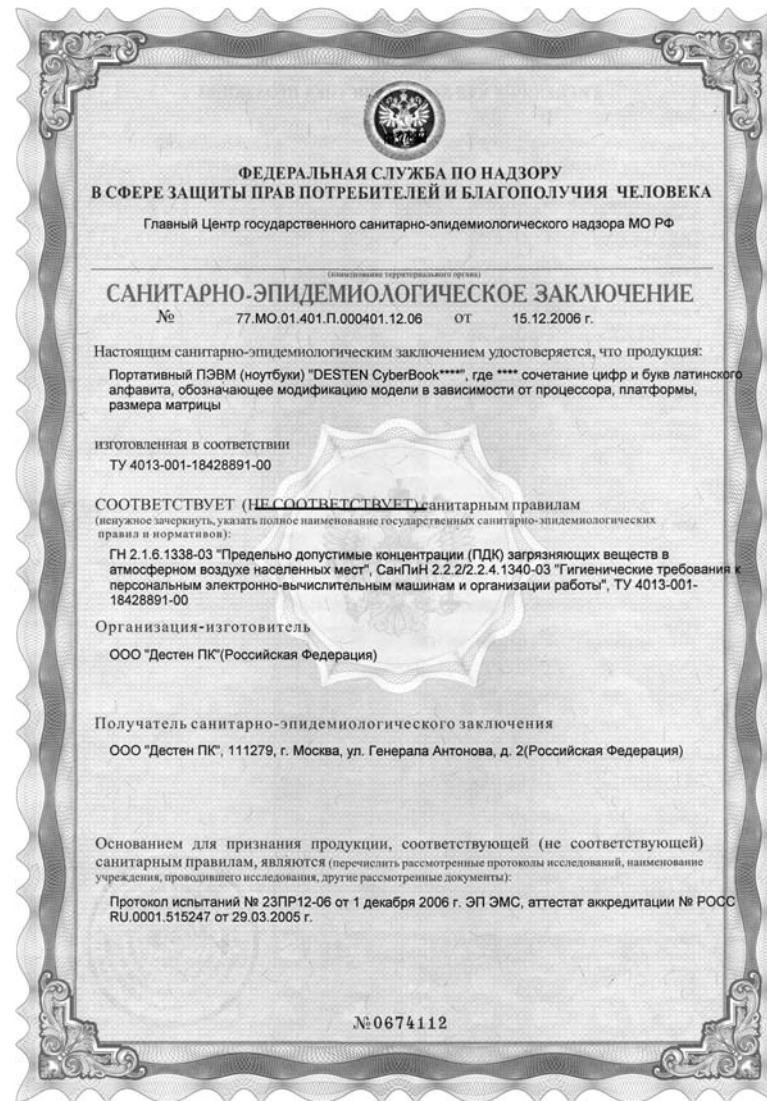 ФЕДЕРАЛЬНАЯ СЛУЖБА ПО НАДЗОРУ
В СФЕРЕ ЗАЩИТЫ ПРАВ ПОТРЕБИТЕЛЕЙ И БЛАГОПОЛУЧИЯ ЧЕЛОВЕКА
Главный Центр государственного санитарно-эпидемиологического надзора МО РФ
(наименование территориального органа)
САНИТАРНО-ЭПИДЕМИОЛОГИЧЕСКОЕ ЗАКЛЮЧЕНИЕ
№ 77.МО.01.401.П.000401.12.06 ОТ 15.12.2006 г.
Настоящим санитарно-эпидемиологическим заключением удостоверяется, что продукция:
Портативный ПЭВМ (ноутбуки) "DESTEN CyberBook****", где **** сочетание цифр и букв латинского
алфавита, обозначающее модификацию модели в зависимости от процессора, платформы,
размера матрицы
изготовленная в соответствии
ТУ 4013-001-18428891-00
СООТВЕТСТВУЕТ (НЕ СООТВЕТСТВУЕТ) санитарным правилам
(ненужное зачеркнуть, указать полное наименование государственных санитарно-эпидемиологических
правил и нормативов):
ГН 2.1.6.1338-03 "Предельно допустимые концентрации (ПДК) загрязняющих веществ в
атмосферном воздухе населенных мест", СанПиН 2.2.2/2.2.4.1340-03 "Гигиенические требования к
персональным электронно-вычислительным машинам и организации работы", ТУ 4013-001-
18428891-00
Организация-изготовитель
ООО "Дестен ПК"(Российская Федерация)
Получатель санитарно-эпидемиологического заключения
ООО "Дестен ПК", 111279, г. Москва, ул. Генерала Антонова, д. 2(Российская Федерация)
Основанием для признания продукции, соответствующей (не соответствующей)
санитарным правилам, являются (перечислить рассмотренные протоколы исследований, наименование
учреждения, проводившего исследования, другие рассмотренные документы):
Протокол испытаний № 23ПР12-06 от 1 декабря 2006 г. ЭП ЭМС, аттестат аккредитации № РОСС
RU.0001.515247 от 29.03.2005 г.
№0674112